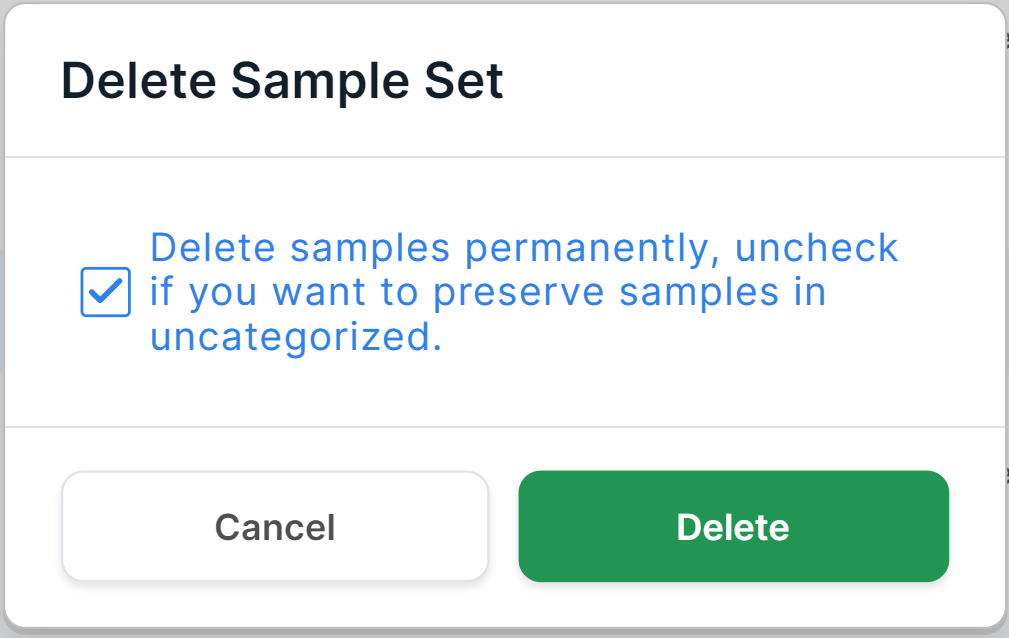 Delete Sample Set
Delete samples permanently, uncheck
if you want to preserve samples in
uncategorized.
Cancel
Delete